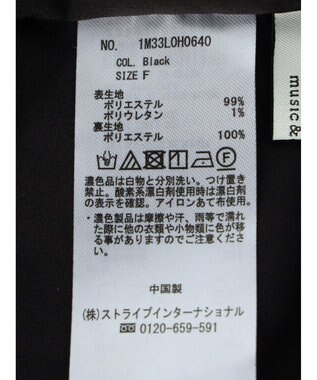 NO. 1M33L0H0640
COL. Black
SIZE F
表生地
ポリエステル 99%
ポリウレタン 1%
裏生地
ポリエステル 100%
濃色品は白物と分別洗い。つけ置き
禁止。酸素系漂白剤使用時は漂白剤
の表示に注意。アイロンあて布使用。
・濃色製品は摩擦や汗、雨等で濡れ
た際に他の衣類や小物類に色が移
る事がありますのでご注意くださ
い。
中国製
(株)ストライプインターナショナル
0120-659-591
music &